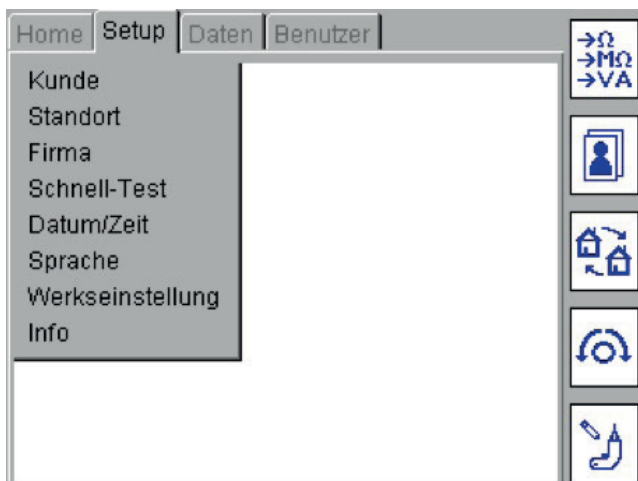 Home Setup Daten Benutzer
Kunde
Standort
Firma
Schnell-Test
Datum/Zeit
Sprache
Werkseinstellung
Info
→Ω
→MΩ
→VA